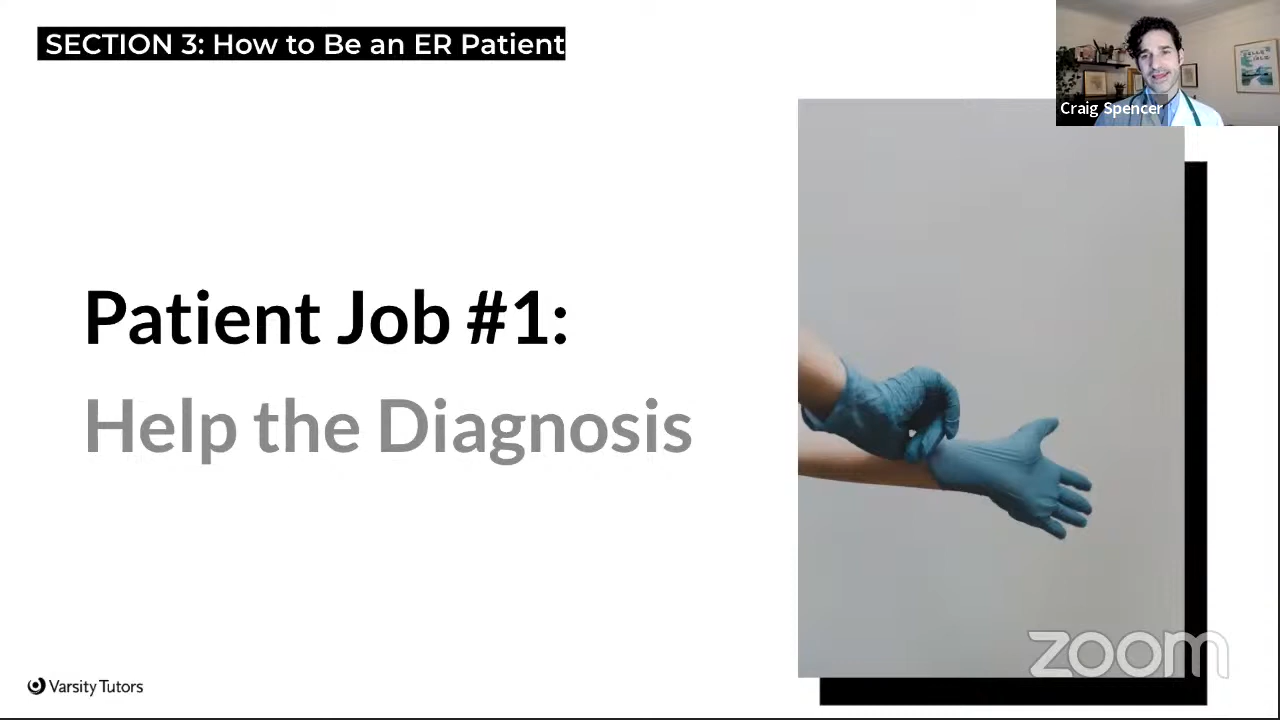 SECTION 3: How to Be an ER Patient
Craig Spencer
Patient Job #1:
Help the Diagnosis
zoom
Varsity Tutors